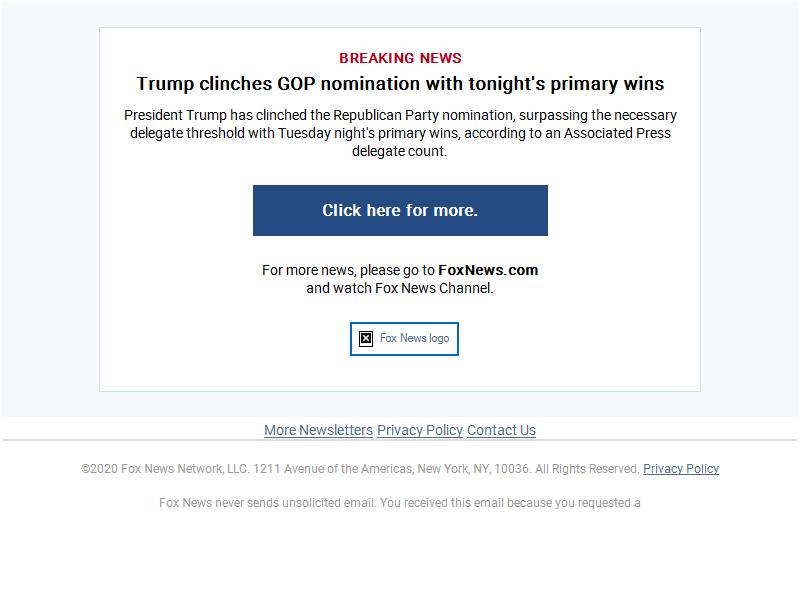 BREAKING NEWS
Trump clinches GOP nomination with tonight's primary wins
President Trump has clinched the Republican Party nomination, surpassing the necessary
delegate threshold with Tuesday night's primary wins, according to an Associated Press
delegate count.
Click here for more.
For more news, please go to FoxNews.com
and watch Fox News Channel.
Fox News logo
More Newsletters Privacy Policy Contact Us
©2020 Fox News Network, LLC. 1211 Avenue of the Americas, New York, NY, 10036. All Rights Reserved. Privacy Policy
Fox News never sends unsolicited email. You received this email because you requested a